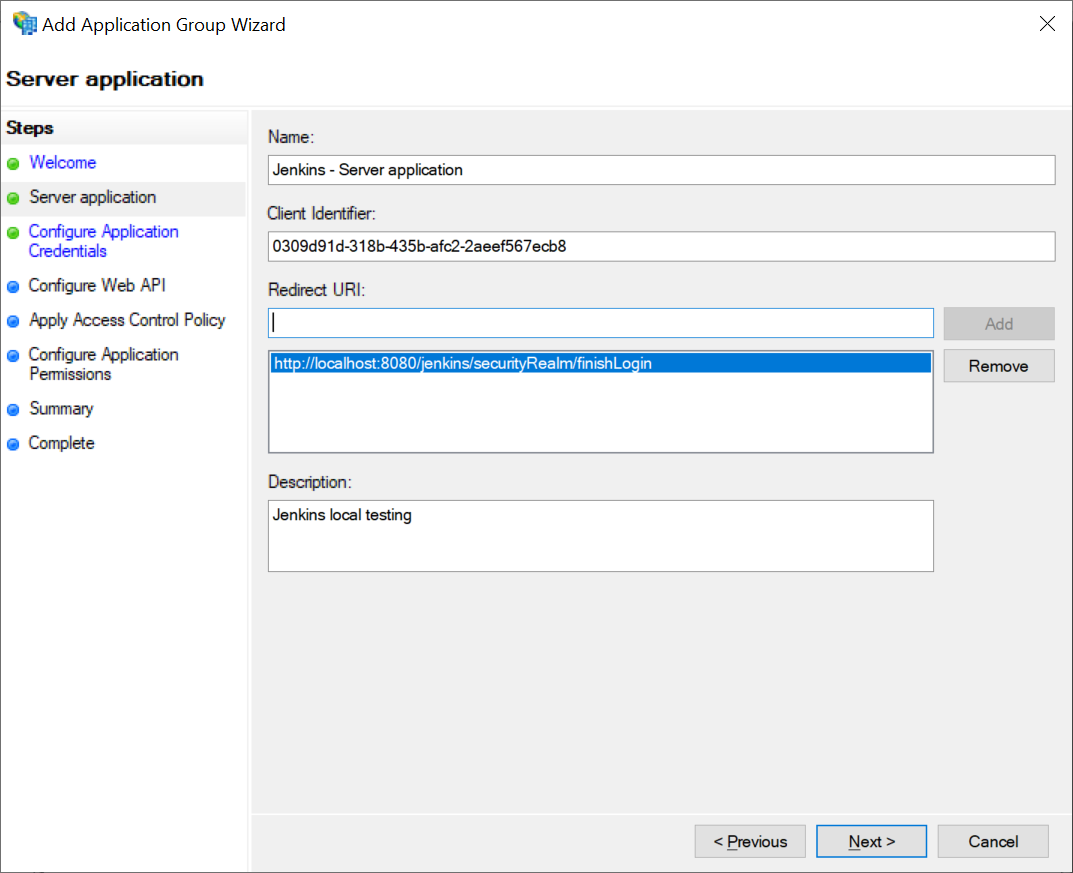 Add Application Group Wizard
Server application
Steps
Welcome
Server application
Configure Application
Credentials
Configure Web API
Apply Access Control Policy
Configure Application
Permissions
Summary
Complete
Name:
Jenkins - Server application
Client Identifier:
0309d91d-318b-435b-afc2-2aeef567ecb8
Redirect URI:
Add
http://localhost:8080/jenkins/securityRealm/finishLogin
Remove
Description:
Jenkins local testing
< Previous
Next >
Cancel